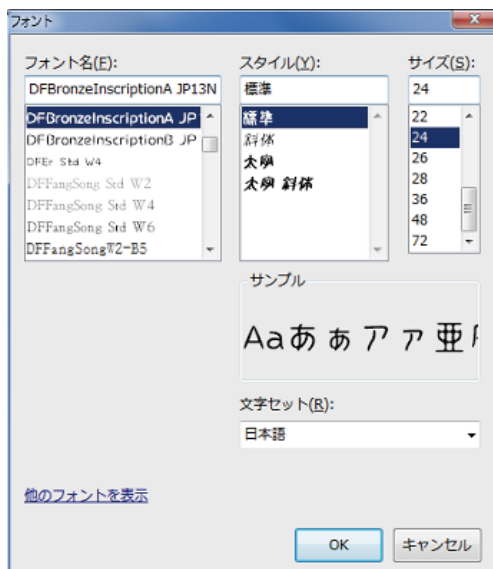 フォント
フォント名(F):
DFBronzeInscriptionA JP13N
DFBronzeInscriptionA JP
DFBronzeInscriptionB JP
DFEr Std W4
DFFangSong Std W2
DFFangSong Std W4
DFFangSong Std W6
DFFangSongW2-B5
スタイル(Y):
標準
標準
斜体
太字
太字 斜体
サイズ(S):
24
22
24
26
28
36
48
72
サンプル
Aaあぁアァ亜
文字セット(R):
日本語
他のフォントを表示
OK
キャンセル